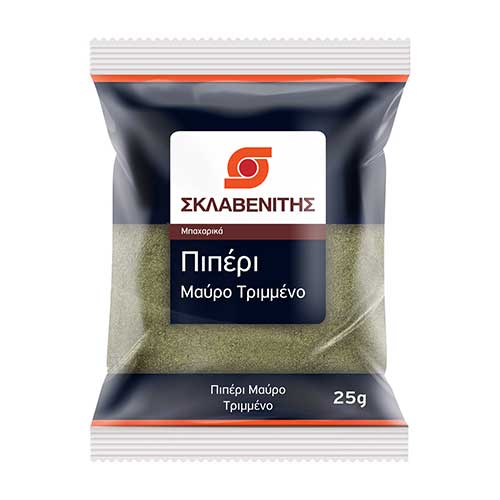 ΣΚΛΑΒΕΝΙΤΗΣ
Μπαχαρικά
Πιπέρι
Μαύρο Τριμμένο
Πιπέρι Μαύρο
Τριμμένο
25g